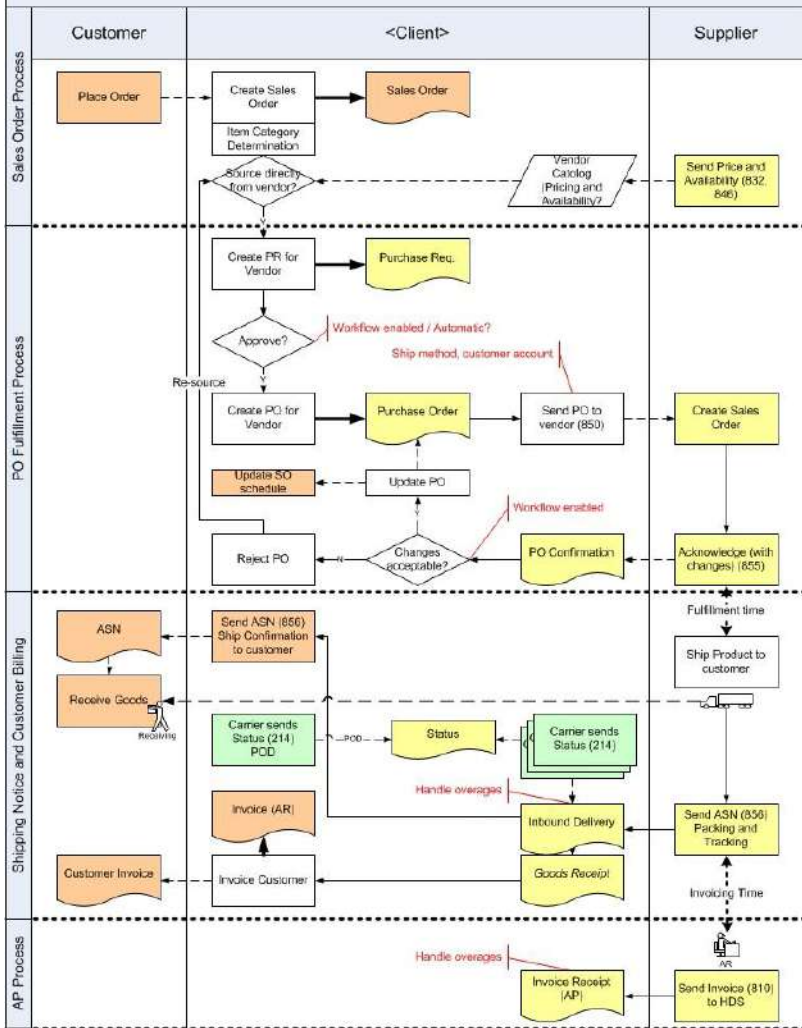 Customer
<Client>
Supplier
Sales Order Process
Place Order
Create Sales
Order
Sales Order
Item Category
Determination
Source directly
from vendor?
Vendor
Catolog
(Pricing and
Availability?
Send Price and
Availability (832,
846)
Y
PO Fulfillment Process
Create PR for
Vendor
Purchase Req.
Approve?
Workflow enabled / Automatic?
Ship method, customer account
Re-source
Y
Create PO for
Vendor
Purchase Order
Send PO to
vendor (850)
Create Sales
Order
Update SO
schedule
Update PO
Y
Workflow enabled
Reject PO
N
Changes
acceptable?
PO Confirmation
Acknowledge (with
changes) (855)
Shipping Notice and Customer Billing
Fulfillment time
ASN
Send ASN (856)
Ship Confirmation
to customer
Ship Product to
customer
Receive Goods
Receiving
Carrier sends
Status (214)
POD
POD
Status
Carrier sends
Status (214)
Handle overages
Invoice (AR)
Inbound Delivery
Send ASN (856)
Packing and
Tracking
Customer Invoice
Invoice Customer
Goods Receipt
Invoicing Time
AP Process
AR
Handle overages
Invoice Receipt
(AP)
Send Invoice (810)
to HDS